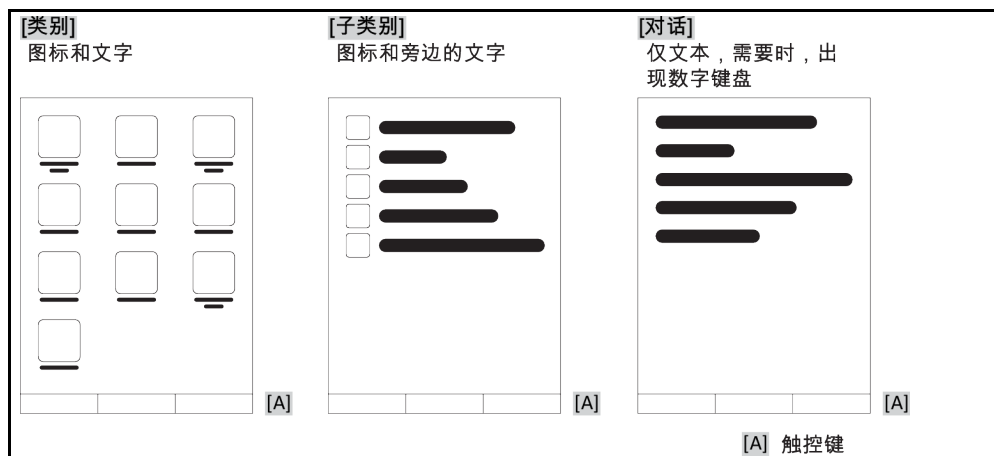 [类别]
图标和文字
[子类别]
图标和旁边的文字
[对话]
仅文本，需要时，出
现数字键盘
[A]
[A]
[A]
[A] 触控键